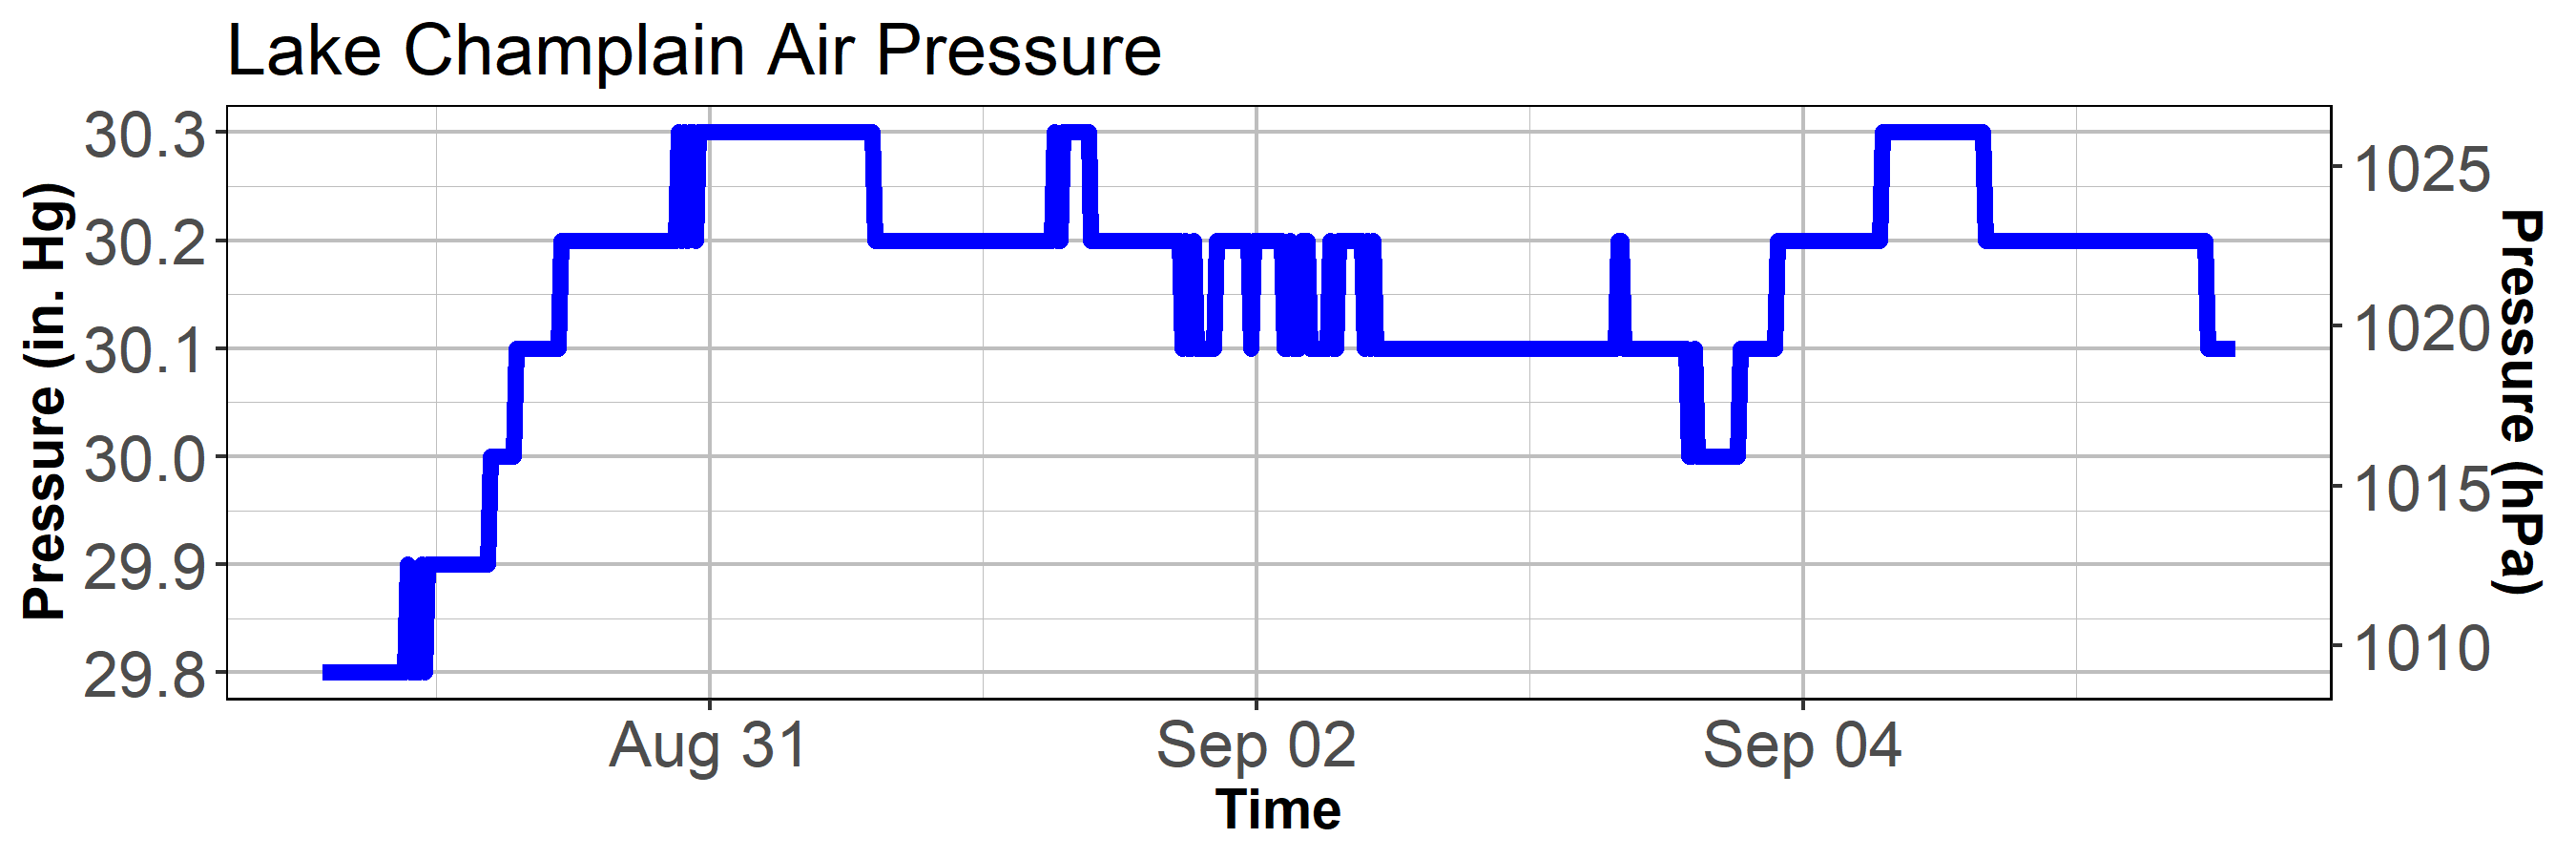 Lake Champlain Air Pressure
Pressure (in. Hg)
30.3
30.2
30.1
30.0
29.9
29.8
1025
1020
1015
1010
Pressure (hPa)
Aug 31
Sep 02
Sep 04
Time